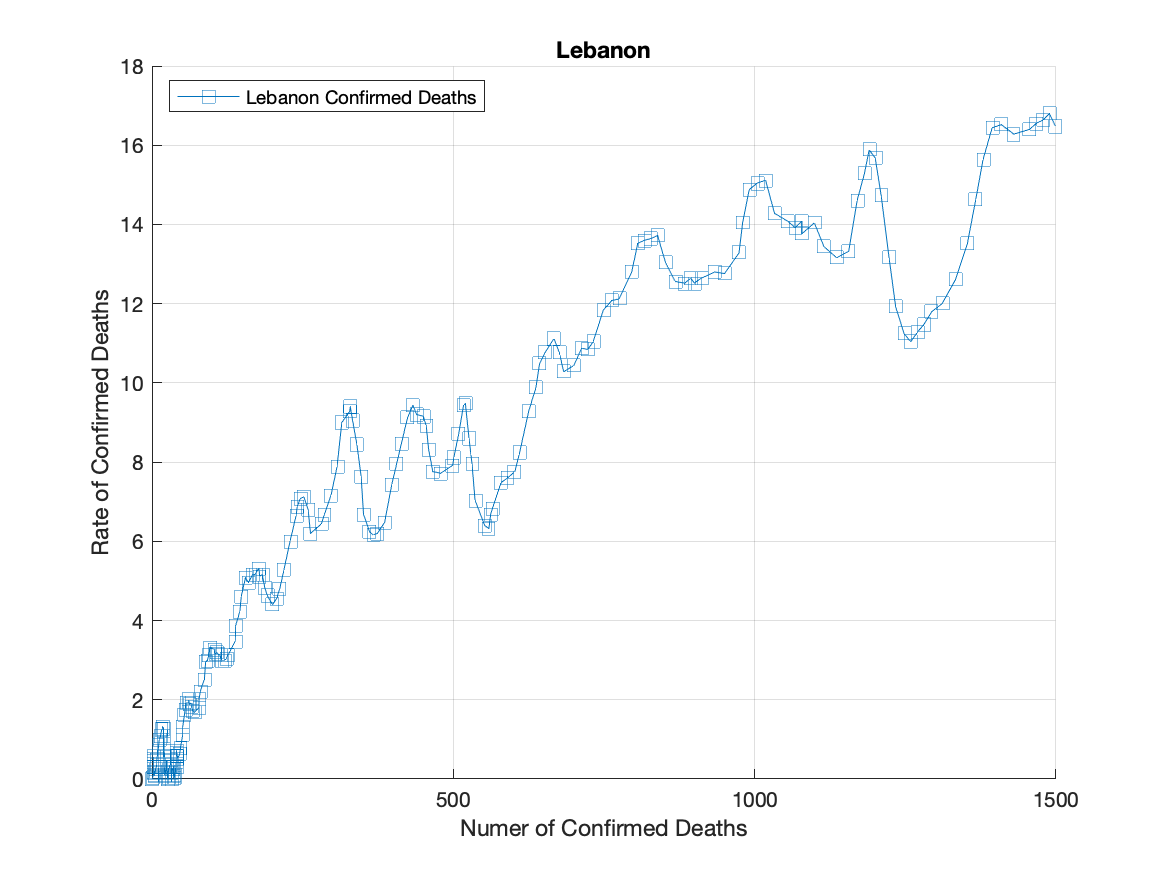 Lebanon
18
Lebanon Confirmed Deaths
16
14
12
10
8
6
4
2
0
Rate of Confirmed Deaths
0 500 1000 1500
Numer of Confirmed Deaths